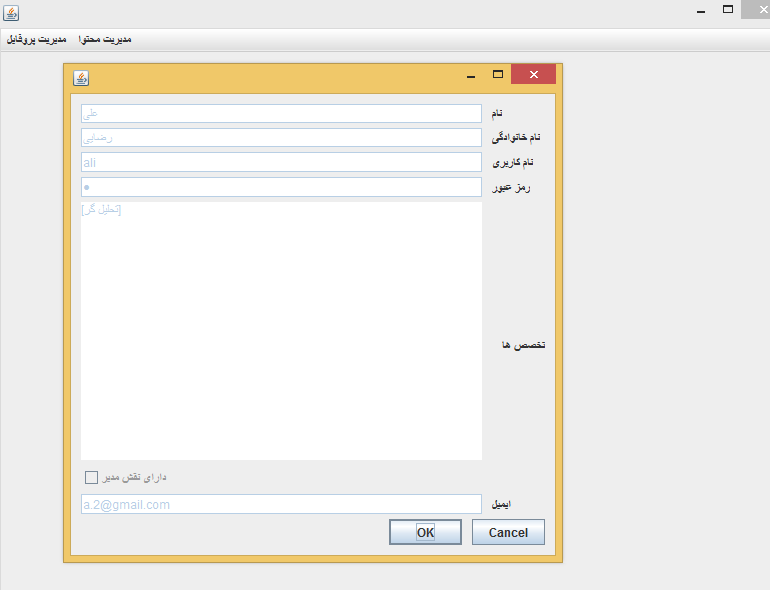 مدیریت پروفایل مدیریت محتوا
نام علی
نام خانوادگی رضایی
نام کاربری ali
رمز عبور ●
[تحلیل گر]
تخصص ها
دارای نقش مدیر
ایمیل a.2@gmail.com
OK Cancel